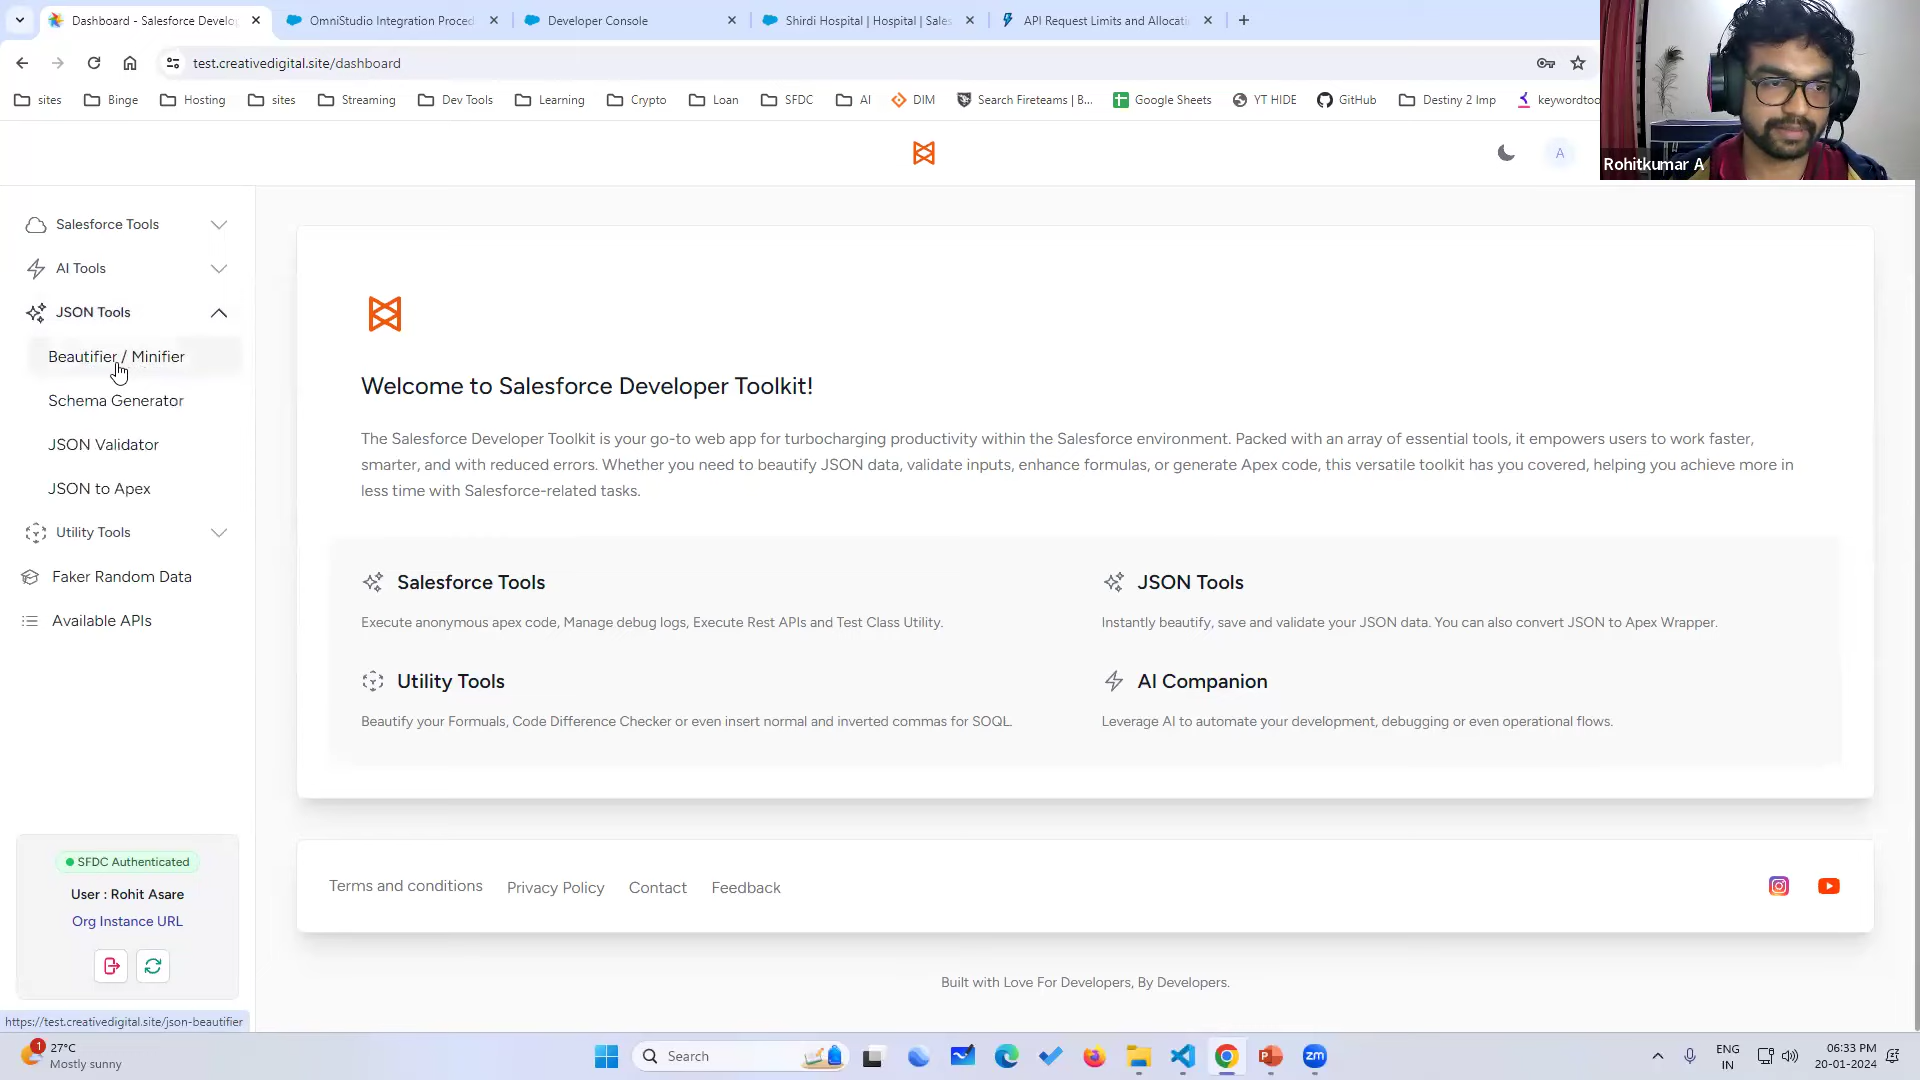 Dashboard - Salesforce Develo
OmniStudio Integration Proced
Developer Console
Shirdi Hospital | Hospital | Sales
API Request Limits and Allocati
test.creativedigital.site/dashboard
sites
Binge
Hosting
sites
Streaming
Dev Tools
Learning
Crypto
Loan
SFDC
AI
DIM
Search Fireteams | B...
Google Sheets
YT HIDE
GitHub
Destiny 2 Imp
keywordtoo
A
Rohitkumar A
Salesforce Tools
AI Tools
JSON Tools
Beautifier / Minifier
Schema Generator
JSON Validator
JSON to Apex
Utility Tools
Faker Random Data
Available APIs
Welcome to Salesforce Developer Toolkit!
The Salesforce Developer Toolkit is your go-to web app for turbocharging productivity within the Salesforce environment. Packed with an array of essential tools, it empowers users to work faster,
smarter, and with reduced errors. Whether you need to beautify JSON data, validate inputs, enhance formulas, or generate Apex code, this versatile toolkit has you covered, helping you achieve more in
less time with Salesforce-related tasks.
Salesforce Tools
Execute anonymous apex code, Manage debug logs, Execute Rest APIs and Test Class Utility.
JSON Tools
Instantly beautify, save and validate your JSON data. You can also convert JSON to Apex Wrapper.
Utility Tools
Beautify your Formuals, Code Difference Checker or even insert normal and inverted commas for SOQL.
AI Companion
Leverage AI to automate your development, debugging or even operational flows.
SFDC Authenticated
User : Rohit Asare
Org Instance URL
Terms and conditions
Privacy Policy
Contact
Feedback
Built with Love For Developers, By Developers.
https://test.creativedigital.site/json-beautifier
1
27°C
Mostly sunny
Search
zm
ENG
IN
06:33 PM
20-01-2024